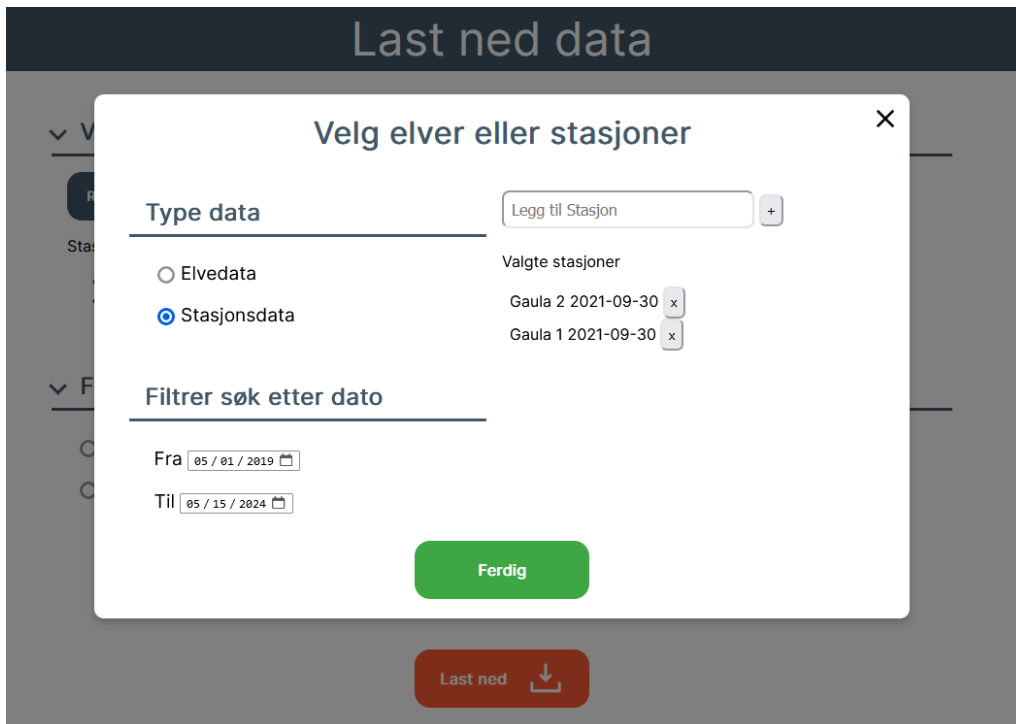 Last ned data
Velg elver eller stasjoner
Type data
Elvedata
Stasjonsdata
Legg til Stasjon +
Valgte stasjoner
Gaula 2 2021-09-30 x
Gaula 1 2021-09-30 x
Filtrer søk etter dato
Fra 05/01/2019
Til 05/15/2024
Ferdig
Last ned